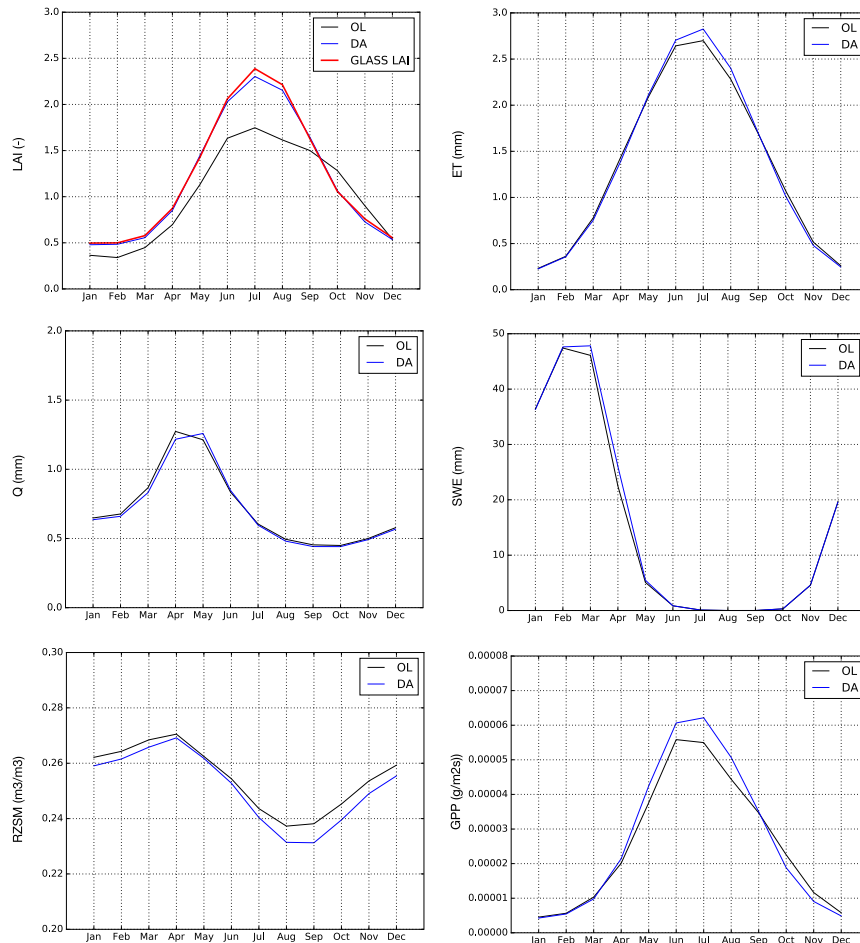 3.0
2.5
2.0
1.5
1.0
0.5
0.0
LAI (-)
OL
DA
GLASS LAI
Jan Feb Mar Apr May Jun Jul Aug Sep Oct Nov Dec
3.0
2.5
2.0
1.5
1.0
0.5
0.0
ET (mm)
OL
DA
Jan Feb Mar Apr May Jun Jul Aug Sep Oct Nov Dec
2.0
1.5
1.0
0.5
0.0
Q (mm)
OL
DA
Jan Feb Mar Apr May Jun Jul Aug Sep Oct Nov Dec
50
40
30
20
10
0
SWE (mm)
OL
DA
Jan Feb Mar Apr May Jun Jul Aug Sep Oct Nov Dec
0.30
0.28
0.26
0.24
0.22
0.20
RZSM (m3/m3)
OL
DA
Jan Feb Mar Apr May Jun Jul Aug Sep Oct Nov Dec
0.00008
0.00007
0.00006
0.00005
0.00004
0.00003
0.00002
0.00001
0.00000
GPP (g/m2s))
OL
DA
Jan Feb Mar Apr May Jun Jul Aug Sep Oct Nov Dec